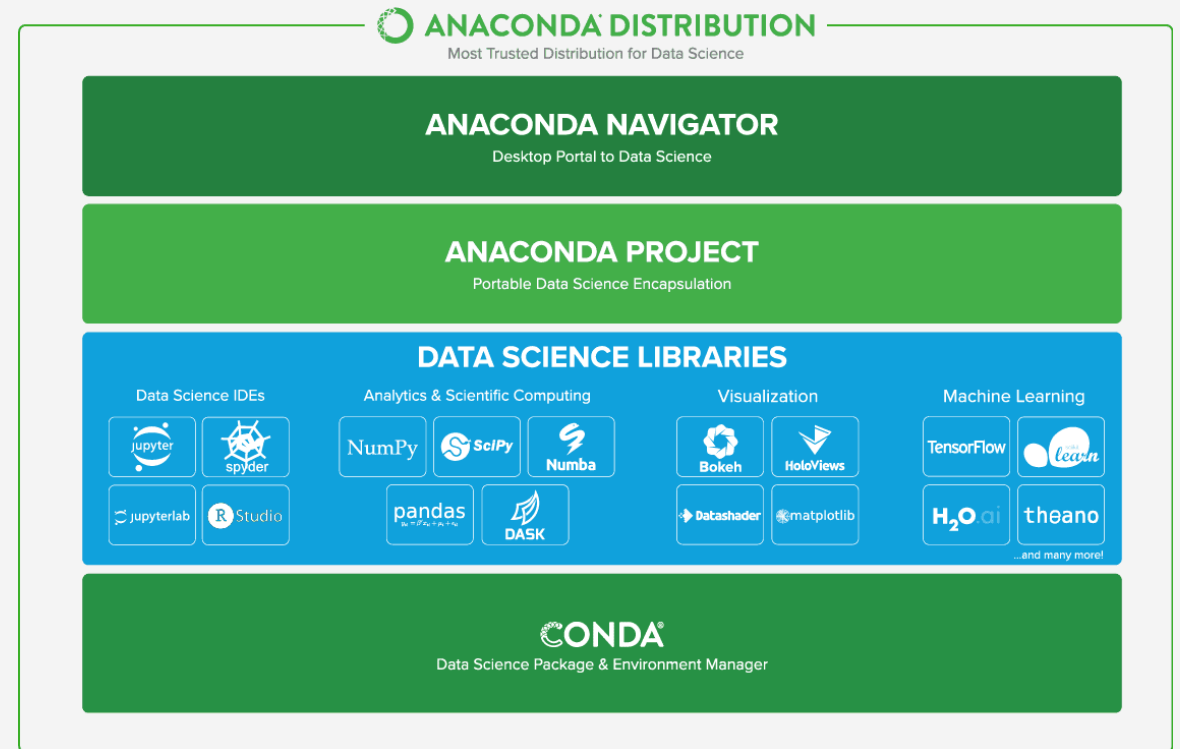 ANACONDA® DISTRIBUTION
Most Trusted Distribution for Data Science
ANACONDA NAVIGATOR
Desktop Portal to Data Science
ANACONDA PROJECT
Portable Data Science Encapsulation
DATA SCIENCE LIBRARIES
Data Science IDEs
jupyter
spyder
jupyterlab
R Studio
Analytics & Scientific Computing
NumPy
SciPy
Numba
pandas
DASK
Visualization
Bokeh
HoloViews
Datashader
matplotlib
Machine Learning
TensorFlow
learn
H2O.ai
theano
...and many more!
CONDA®
Data Science Package & Environment Manager